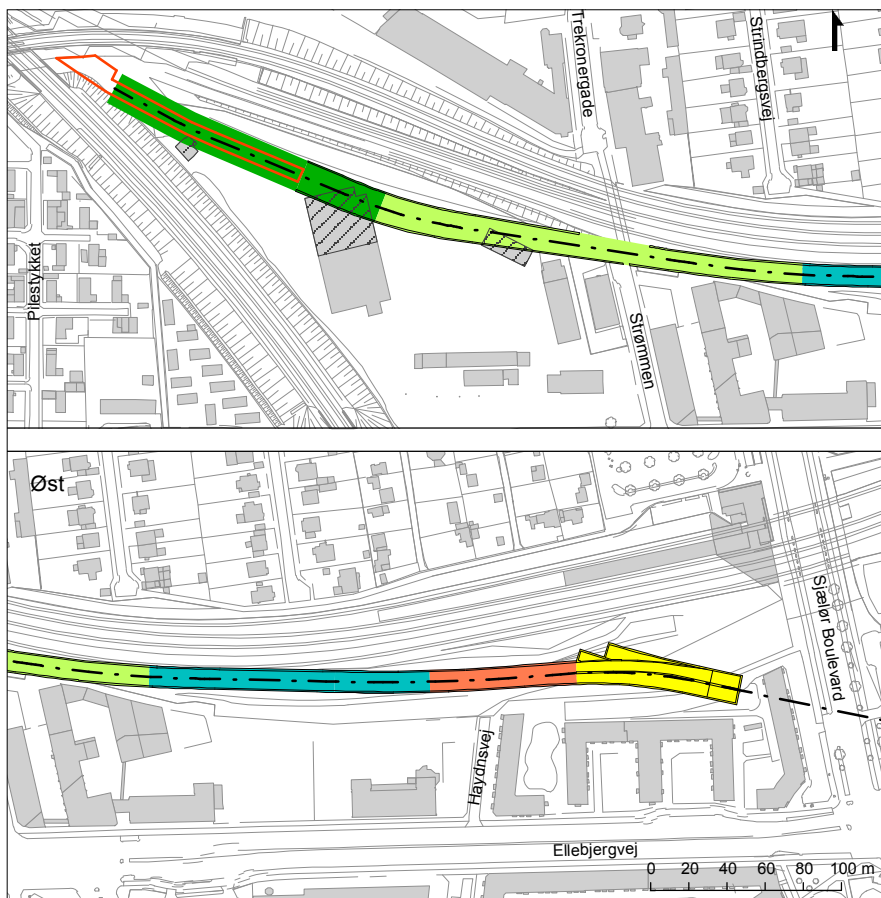 Trekronergade
Strindbergsvej
Pilestykket
Strømmen
Øst
Sjælør Boulevard
Haydnsvej
Ellebjergvej
0 20 40 60 80 100 m